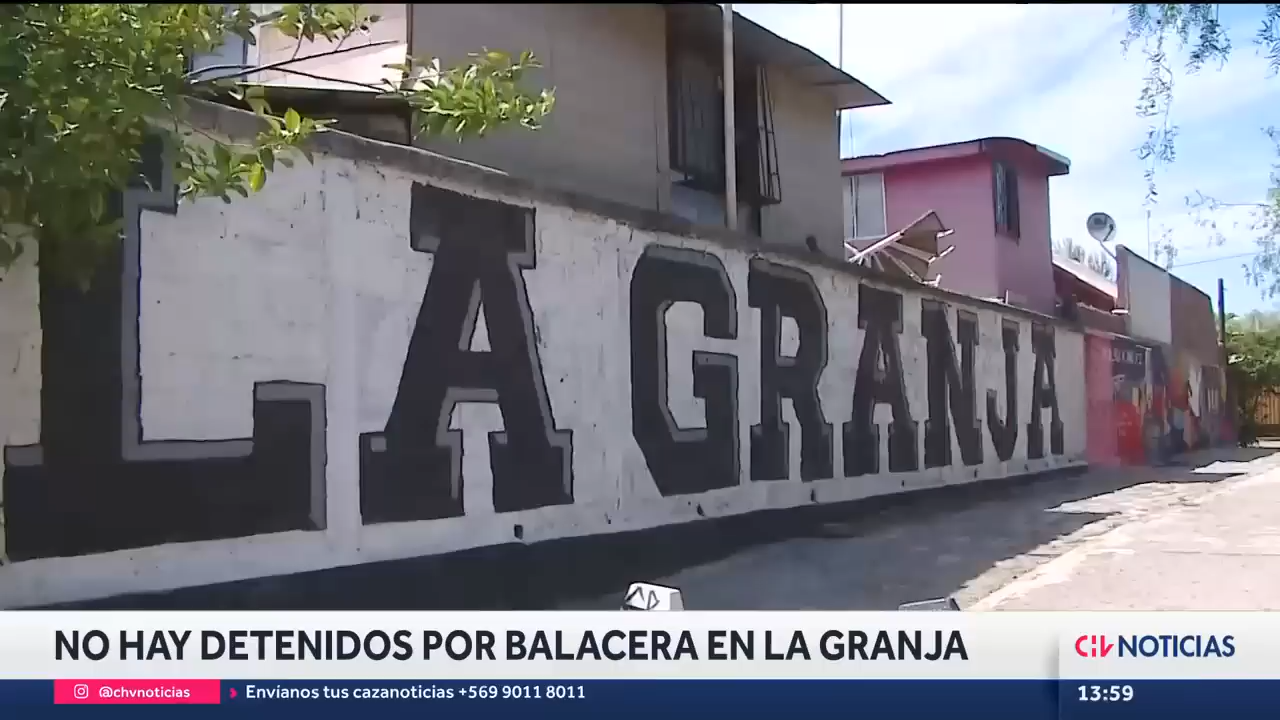 LA GRANJA
NO HAY DETENIDOS POR BALACERA EN LA GRANJA
CHV NOTICIAS
@chvnoticias
Envíanos tus cazanoticias +569 9011 8011
13:59